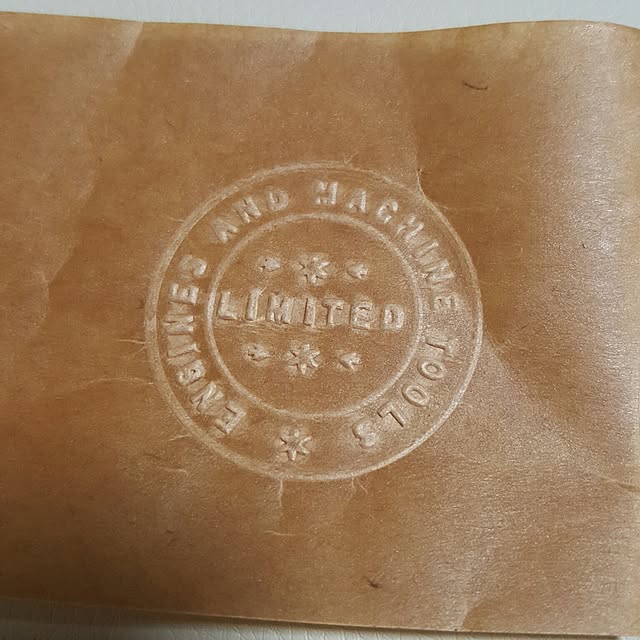 ENGINES AND MACHINE TOOLS
LIMITED